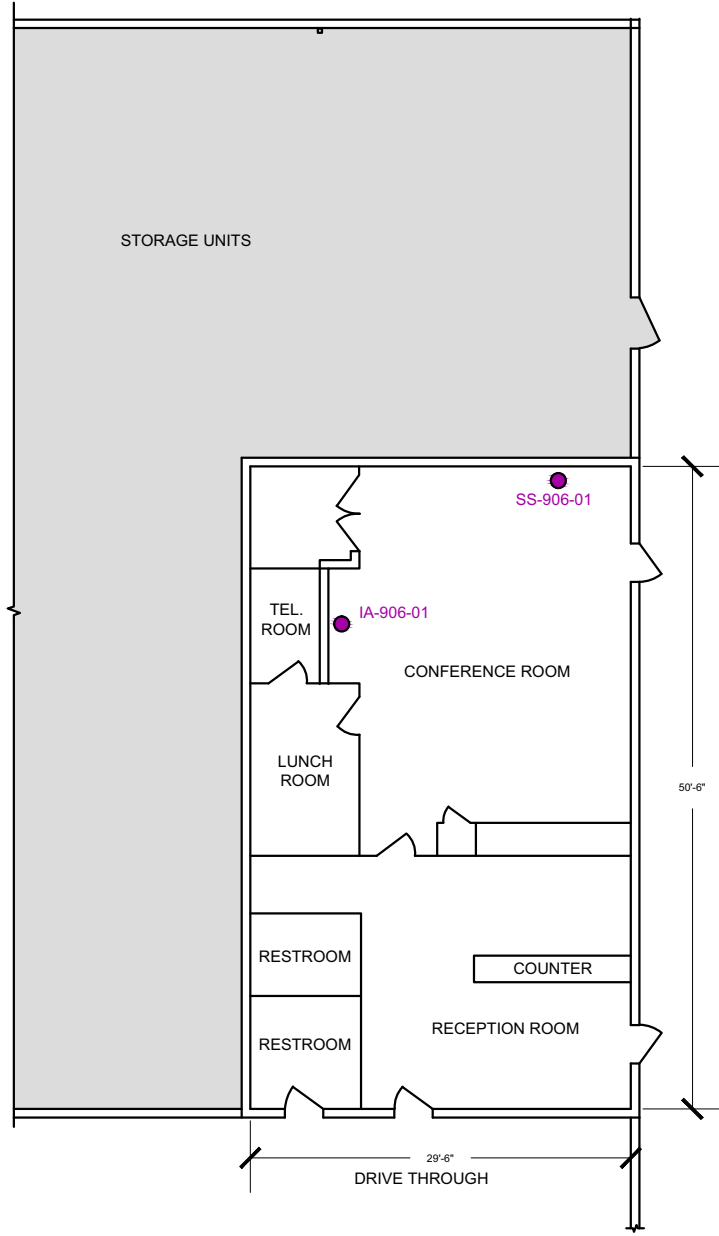 STORAGE UNITS
SS-906-01
TEL.
ROOM
IA-906-01
CONFERENCE ROOM
LUNCH
ROOM
50'-6"
RESTROOM
COUNTER
RECEPTION ROOM
RESTROOM
29'-6"
DRIVE THROUGH